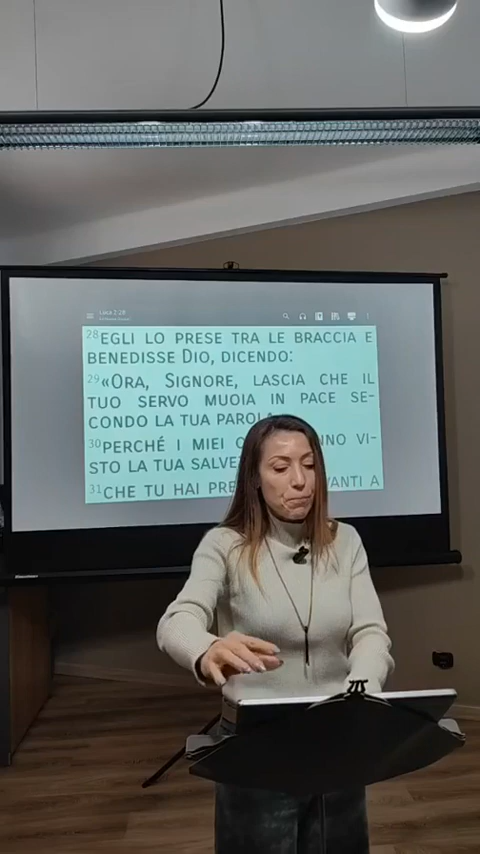 Luca 2:28
28EGLI LO PRESE TRA LE BRACCIA E
BENEDISSE DIO, DICENDO:
29«ORA, SIGNORE, LASCIA CHE IL
TUO SERVO MUOIA IN PACE SE-
CONDO LA TUA PAROLA
30PERCHÉ I MIEI VI-
STO LA TUA
31CHE TU HAI A